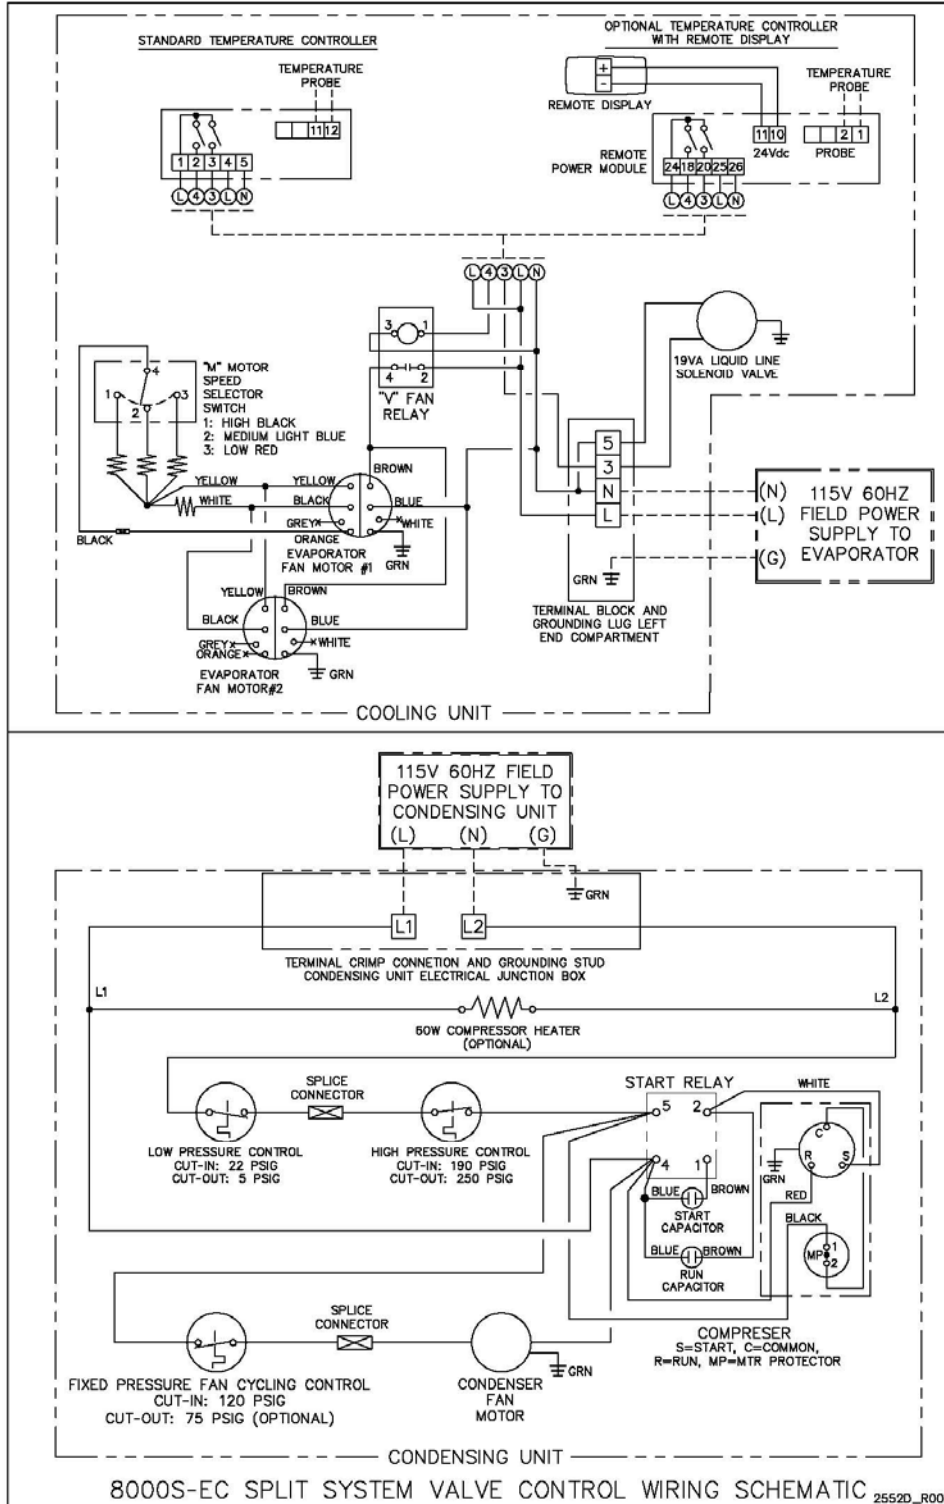 STANDARD TEMPERATURE CONTROLLER
TEMPERATURE
PROBE
11 12
1 2 3 4 5
L 4 3 L N
OPTIONAL TEMPERATURE CONTROLLER
WITH REMOTE DISPLAY
+
-
REMOTE DISPLAY
TEMPERATURE
PROBE
11 10
24Vdc
2 1
PROBE
REMOTE
POWER MODULE
24 18 20 25 26
L 4 3 L N
L 4 3 L N
3 1
4 2
"V" FAN
RELAY
19VA LIQUID LINE
SOLENOID VALVE
4
1 3
2
"M" MOTOR
SPEED
SELECTOR
SWITCH
1: HIGH BLACK
2: MEDIUM LIGHT BLUE
3: LOW RED
YELLOW YELLOW BROWN
WHITE BLACK BLUE
GREY WHITE
BLACK ORANGE
GRN
EVAPORATOR
FAN MOTOR #1
YELLOW BROWN
BLACK BLUE
GREY WHITE
ORANGE
GRN
EVAPORATOR
FAN MOTOR#2
5
3
N
L
GRN
TERMINAL BLOCK AND
GROUNDING LUG LEFT
END COMPARTMENT
(N)
(L)
(G)
115V 60HZ
FIELD POWER
SUPPLY TO
EVAPORATOR
COOLING UNIT
115V 60HZ FIELD
POWER SUPPLY TO
CONDENSING UNIT
(L) (N) (G)
GRN
L1 L2
TERMINAL CRIMP CONNETION AND GROUNDING STUD
CONDENSING UNIT ELECTRICAL JUNCTION BOX
L1 L2
60W COMPRESSOR HEATER
(OPTIONAL)
SPLICE
CONNECTOR
LOW PRESSURE CONTROL
CUT-IN: 22 PSIG
CUT-OUT: 5 PSIG
HIGH PRESSURE CONTROL
CUT-IN: 190 PSIG
CUT-OUT: 250 PSIG
START RELAY
5 2
4 1
WHITE
C
R S
GRN
BLUE BROWN
START
CAPACITOR
RED
BLACK
BLUE BROWN
RUN
CAPACITOR
1
MP
2
COMPRESER
S=START, C=COMMON,
R=RUN, MP=MTR PROTECTOR
SPLICE
CONNECTOR
FIXED PRESSURE FAN CYCLING CONTROL
CUT-IN: 120 PSIG
CUT-OUT: 75 PSIG (OPTIONAL)
CONDENSER
FAN
MOTOR
GRN
CONDENSING UNIT
8000S-EC SPLIT SYSTEM VALVE CONTROL WIRING SCHEMATIC 2552D_R00